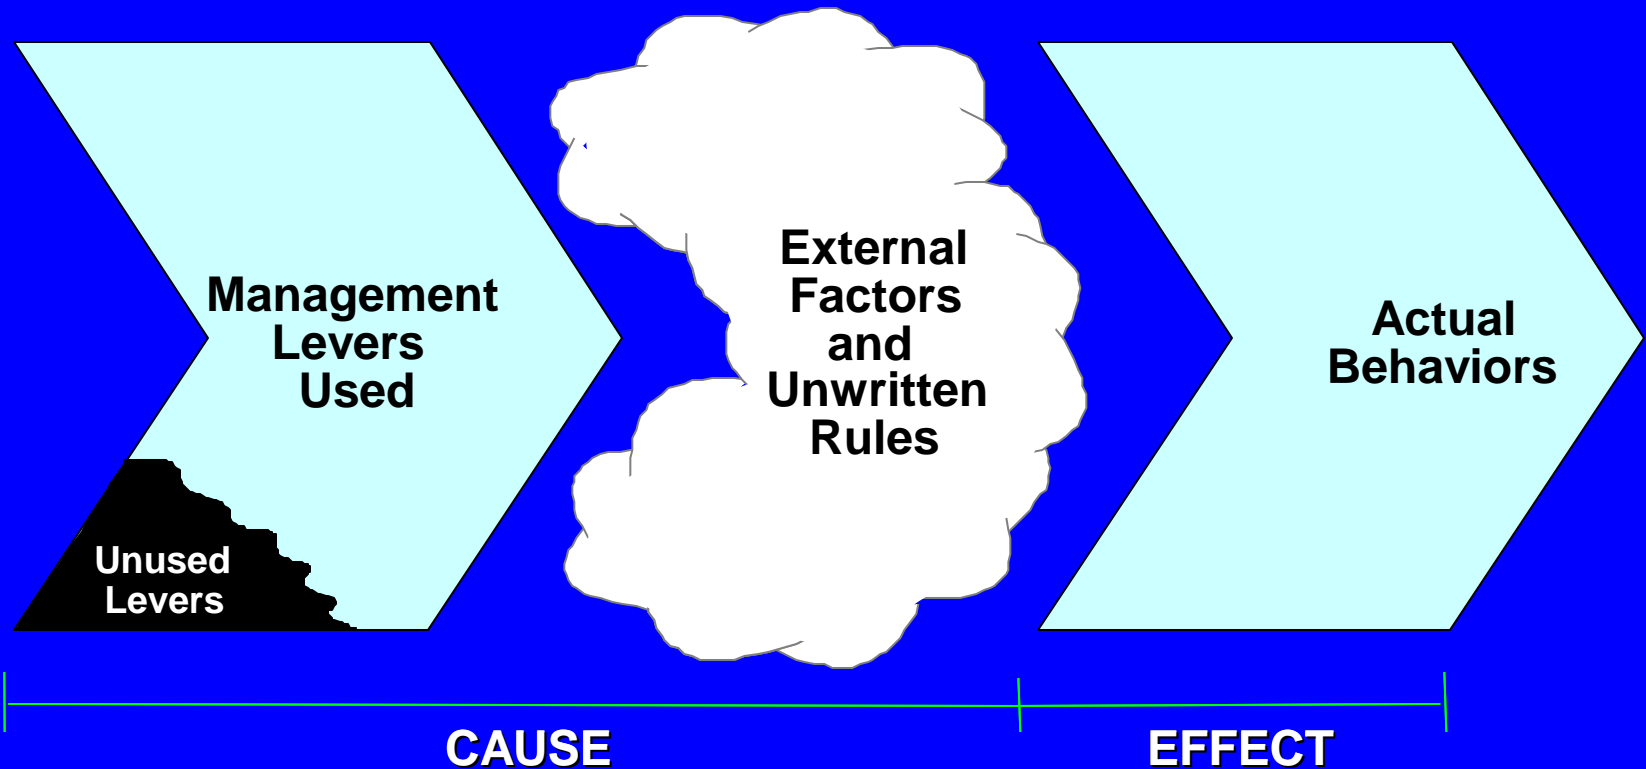 Management
Levers
Used
Unused
Levers
External
Factors
and
Unwritten
Rules
Actual
Behaviors
CAUSE
EFFECT